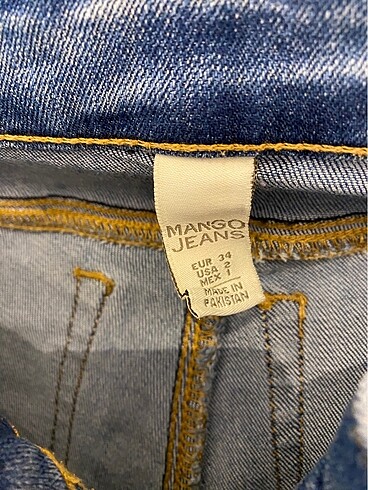 MANGO
JEANS
EUR 34
USA 2
MEX 1
MADE IN
PAKISTAN